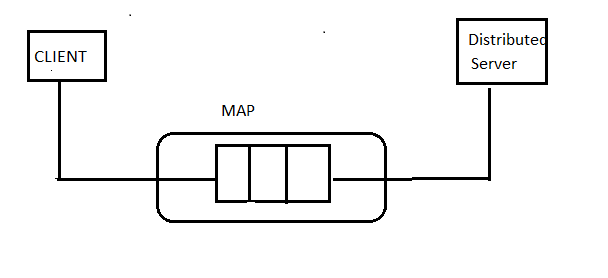 CLIENT
Distributed
Server
MAP